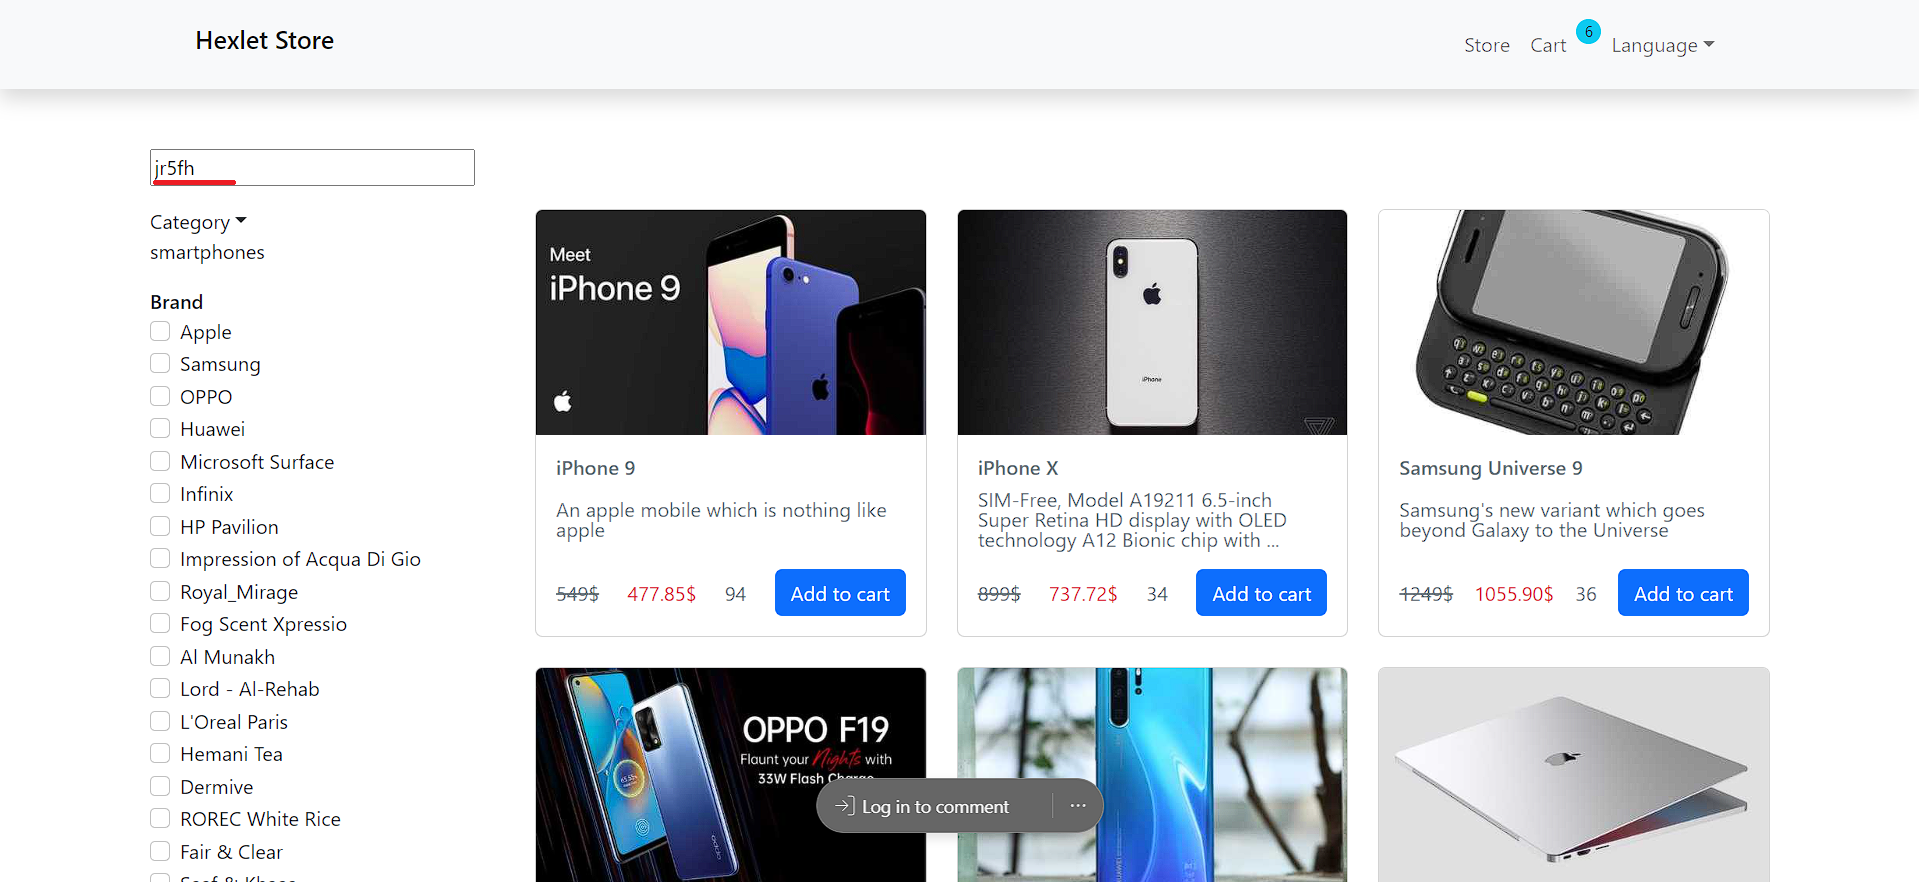 Hexlet Store
Store Cart 6 Language
jr5fh
Category
smartphones
Brand
Apple
Samsung
OPPO
Huawei
Microsoft Surface
Infinix
HP Pavilion
Impression of Acqua Di Gio
Royal_Mirage
Fog Scent Xpressio
Al Munakh
Lord - Al-Rehab
L'Oreal Paris
Hemani Tea
Dermive
ROREC White Rice
Fair & Clear
Meet
iPhone 9
iPhone 9
An apple mobile which is nothing like
apple
549$ 477.85$ 94 Add to cart
iPhone
iPhone X
SIM-Free, Model A19211 6.5-inch
Super Retina HD display with OLED
technology A12 Bionic chip with ...
899$ 737.72$ 34 Add to cart
Samsung Universe 9
Samsung's new variant which goes
beyond Galaxy to the Universe
1249$ 1055.90$ 36 Add to cart
OPPO F19
Flaunt your Nights with
33W Flash Charge
oppo
HUAWEI
Log in to comment ...